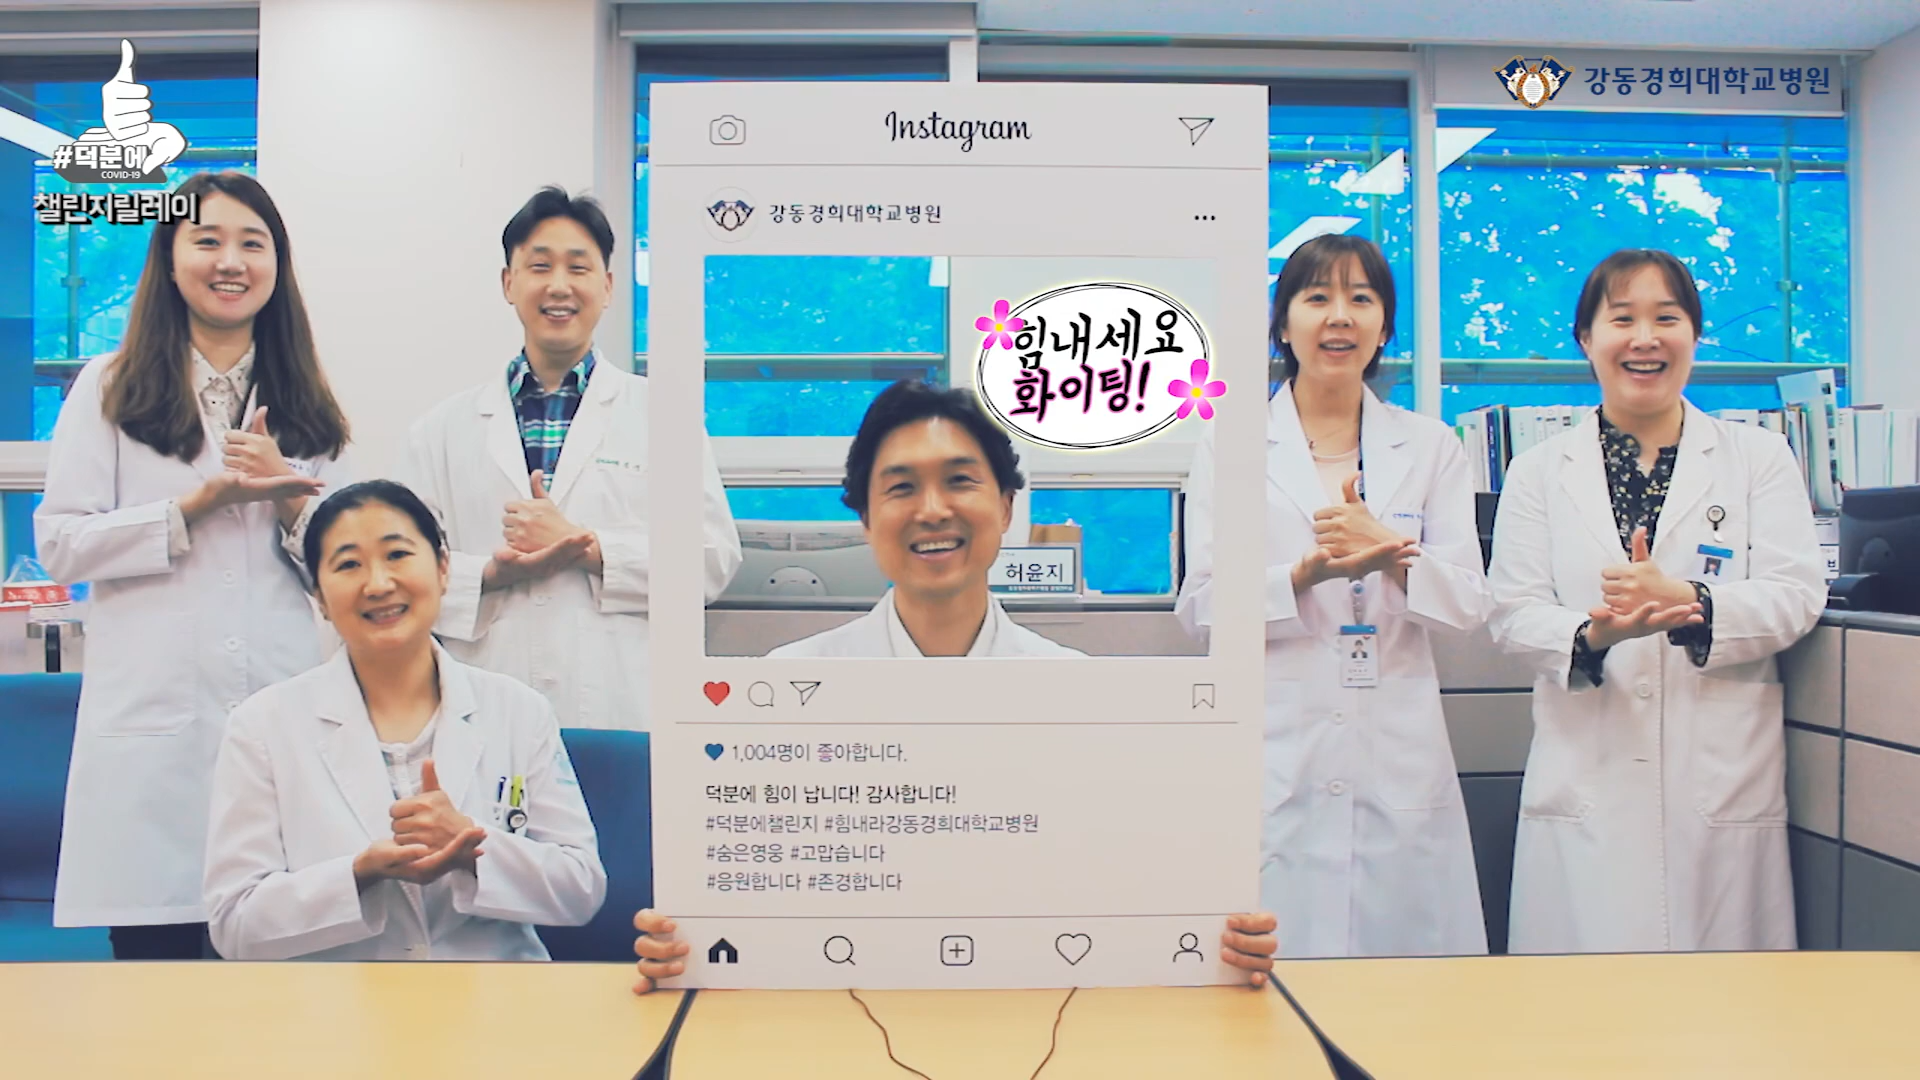 #덕분에
COVID-19
챌린지릴레이
강동경희대학교병원
Instagram
강동경희대학교병원
힘내세요
화이팅!
허윤지
1,004명이 좋아합니다.
덕분에 힘이 납니다! 감사합니다!
#덕분에챌린지 #힘내라강동경희대학교병원
#숨은영웅 #고맙습니다
#응원합니다 #존경합니다